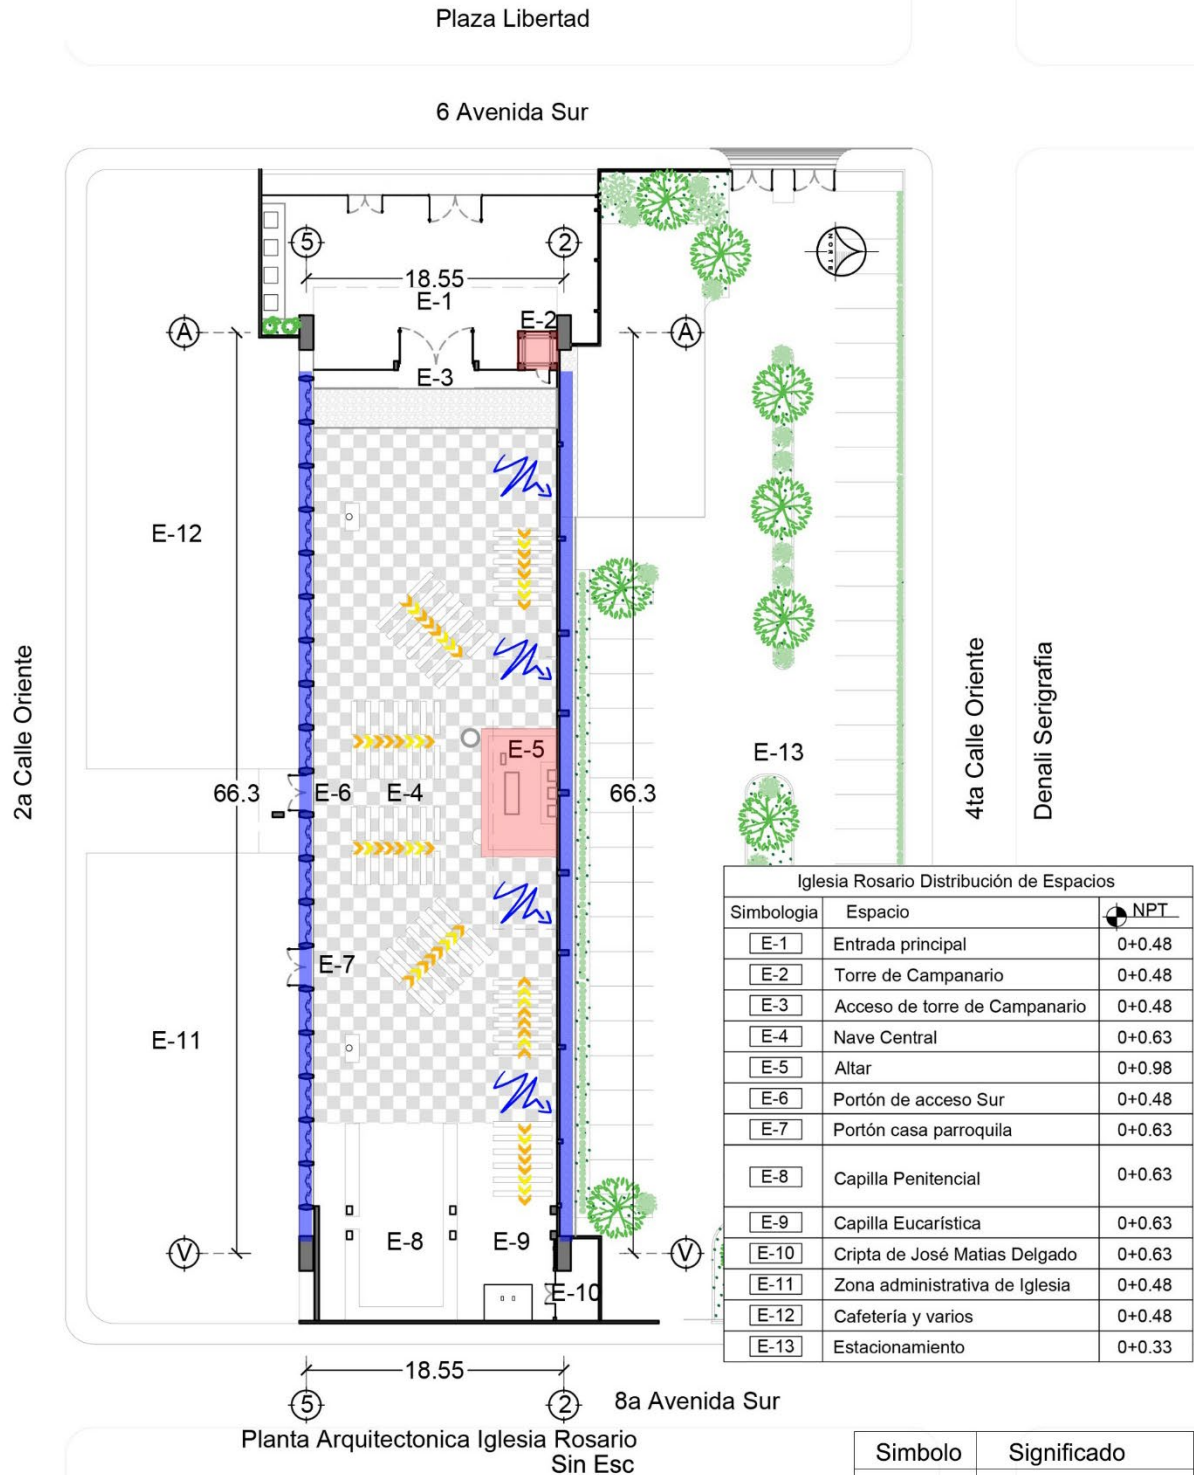 Plaza Libertad
6 Avenida Sur
5
2
18.55
E-1
E-2
A
A
NORTE
E-3
E-12
2a Calle Oriente
4ta Calle Oriente
Denali Serigrafia
E-5
E-13
66.3
E-6
E-4
66.3
E-7
E-11
Iglesia Rosario Distribución de Espacios
Simbologia Espacio NPT
E-1 Entrada principal 0+0.48
E-2 Torre de Campanario 0+0.48
E-3 Acceso de torre de Campanario 0+0.48
E-4 Nave Central 0+0.63
E-5 Altar 0+0.98
E-6 Portón de acceso Sur 0+0.48
E-7 Portón casa parroquila 0+0.63
E-8 Capilla Penitencial 0+0.63
E-9 Capilla Eucarística 0+0.63
E-10 Cripta de José Matias Delgado 0+0.63
E-11 Zona administrativa de Iglesia 0+0.48
E-12 Cafetería y varios 0+0.48
E-13 Estacionamiento 0+0.33
V
E-8
E-9
V
E-10
18.55
5
2
8a Avenida Sur
Planta Arquitectonica Iglesia Rosario
Sin Esc
Simbolo Significado